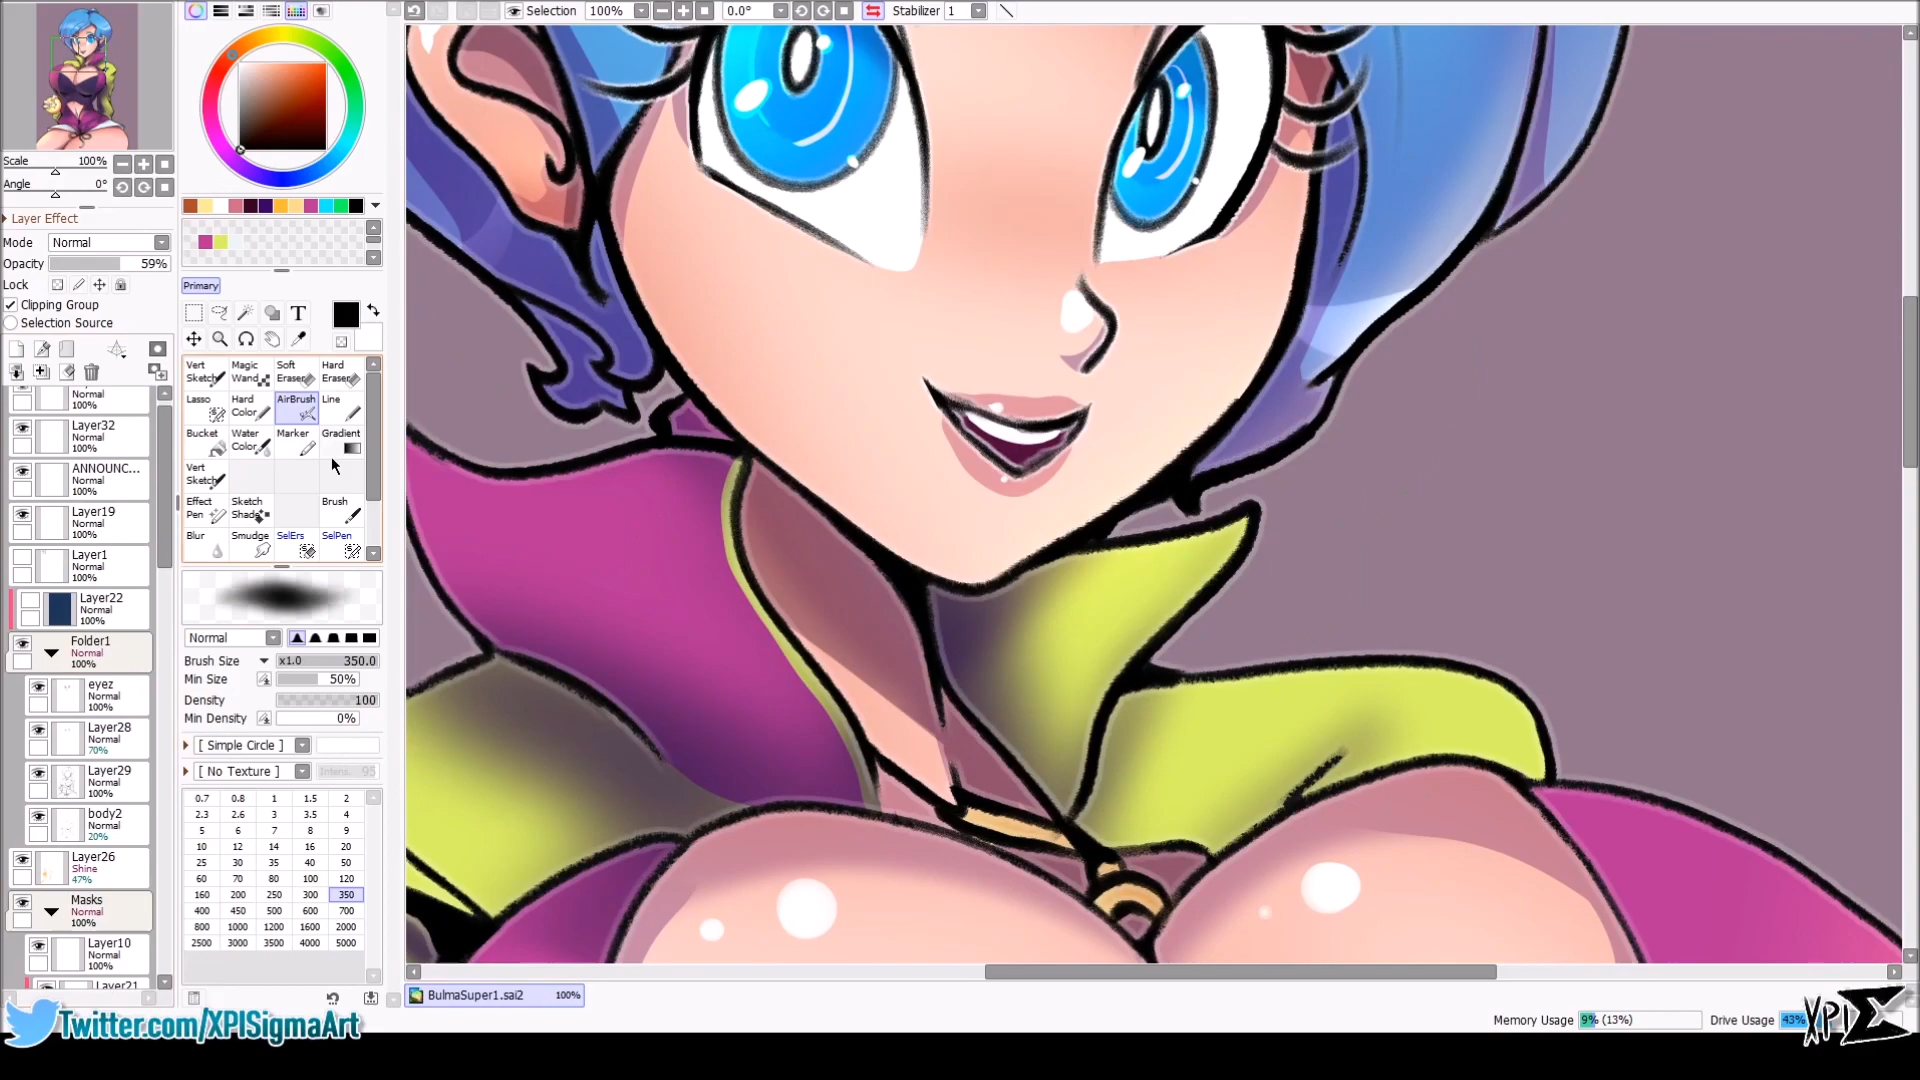 Selection 100% 0.0° Stabilizer 1
Scale 100%
Angle 0°
Layer Effect
Mode Normal
Opacity 59%
Lock
Clipping Group
Selection Source
Normal
100%
Layer32
Normal
100%
ANNOUNC...
Normal
100%
Layer19
Normal
100%
Layer1
Normal
100%
Layer22
Normal
100%
Folder1
Normal
100%
eyez
Normal
100%
Layer28
Normal
70%
Layer29
Normal
100%
body2
Normal
20%
Layer26
Shine
47%
Masks
Normal
100%
Layer10
Normal
100%
Layer21
Primary
T
Vert Magic Soft Hard
Sketch Wand Eraser Eraser
Lasso Hard AirBrush Line
Color
Bucket Water Marker Gradient
Color
Vert
Sketch
Effect Sketch Brush
Pen Shade
Blur Smudge SelErs SelPen
Normal
Brush Size x1.0 350.0
Min Size 50%
Density 100
Min Density 0%
[ Simple Circle ]
[ No Texture ] Intens. 95
0.7 0.8 1 1.5 2
2.3 2.6 3 3.5 4
5 6 7 8 9
10 12 14 16 20
25 30 35 40 50
60 70 80 100 120
160 200 250 300 350
400 450 500 600 700
800 1000 1200 1600 2000
2500 3000 3500 4000 5000
BulmaSuper1.sai2 100%
Memory Usage 9% (13%) Drive Usage 43%
Twitter.com/XPISigmaArt
XPI